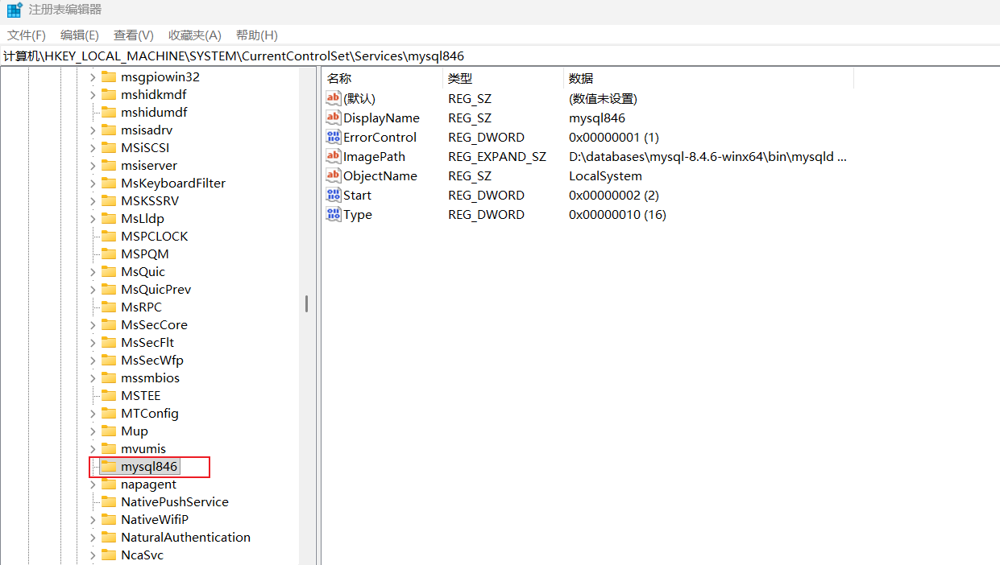 注册表编辑器
文件(F) 编辑(E) 查看(V) 收藏夹(A) 帮助(H)
计算机\HKEY_LOCAL_MACHINE\SYSTEM\CurrentControlSet\Services\mysql846
msgpiowin32
mshidkmdf
mshidumdf
msisadrv
MSiSCSI
msiserver
MsKeyboardFilter
MSKSSRV
MsLldp
MSPCLOCK
MSPQM
MsQuic
MsQuicPrev
MsRPC
MsSecCore
MsSecFlt
MsSecWfp
mssmbios
MSTEE
MTConfig
Mup
mvumis
mysql846
napagent
NativePushService
NativeWifiP
NaturalAuthentication
NcaSvc
名称 类型 数据
(默认) REG_SZ (数值未设置)
DisplayName REG_SZ mysql846
ErrorControl REG_DWORD 0x00000001 (1)
ImagePath REG_EXPAND_SZ D:\databases\mysql-8.4.6-winx64\bin\mysqld ...
ObjectName REG_SZ LocalSystem
Start REG_DWORD 0x00000002 (2)
Type REG_DWORD 0x00000010 (16)